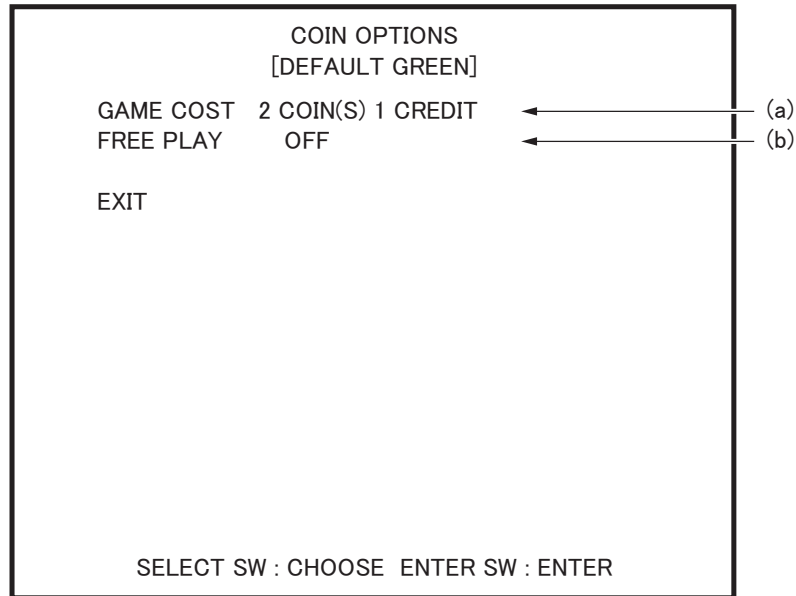 COIN OPTIONS
[DEFAULT GREEN]
GAME COST 2 COIN(S) 1 CREDIT (a)
FREE PLAY OFF (b)
EXIT
SELECT SW : CHOOSE ENTER SW : ENTER